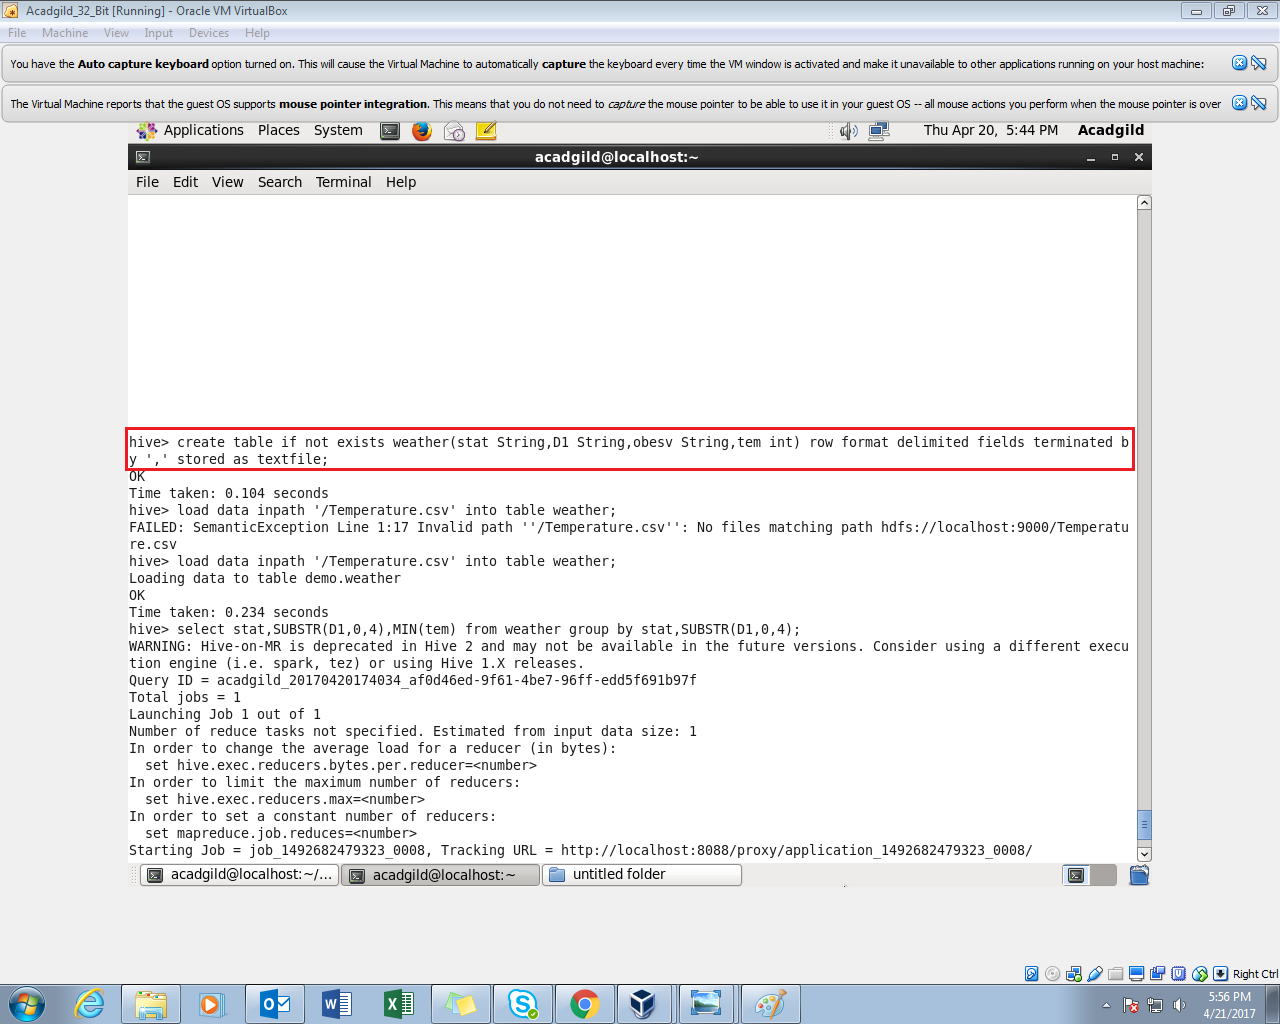 Acadgild_32_Bit [Running] - Oracle VM VirtualBox
File Machine View Input Devices Help
You have the Auto capture keyboard option turned on. This will cause the Virtual Machine to automatically capture the keyboard every time the VM window is activated and make it unavailable to other applications running on your host machine:
The Virtual Machine reports that the guest OS supports mouse pointer integration. This means that you do not need to capture the mouse pointer to be able to use it in your guest OS -- all mouse actions you perform when the mouse pointer is over
Applications Places System Thu Apr 20, 5:44 PM Acadgild
acadgild@localhost:~
File Edit View Search Terminal Help
hive> create table if not exists weather(stat String,D1 String,obesv String,tem int) row format delimited fields terminated b
y ',' stored as textfile;
OK
Time taken: 0.104 seconds
hive> load data inpath '/Temperature.csv' into table weather;
FAILED: SemanticException Line 1:17 Invalid path ''/Temperature.csv'': No files matching path hdfs://localhost:9000/Temperatu
re.csv
hive> load data inpath '/Temperature.csv' into table weather;
Loading data to table demo.weather
OK
Time taken: 0.234 seconds
hive> select stat,SUBSTR(D1,0,4),MIN(tem) from weather group by stat,SUBSTR(D1,0,4);
WARNING: Hive-on-MR is deprecated in Hive 2 and may not be available in the future versions. Consider using a different execu
tion engine (i.e. spark, tez) or using Hive 1.X releases.
Query ID = acadgild_20170420174034_af0d46ed-9f61-4be7-96ff-edd5f691b97f
Total jobs = 1
Launching Job 1 out of 1
Number of reduce tasks not specified. Estimated from input data size: 1
In order to change the average load for a reducer (in bytes):
  set hive.exec.reducers.bytes.per.reducer=<number>
In order to limit the maximum number of reducers:
  set hive.exec.reducers.max=<number>
In order to set a constant number of reducers:
  set mapreduce.job.reduces=<number>
Starting Job = job_1492682479323_0008, Tracking URL = http://localhost:8088/proxy/application_1492682479323_0008/
acadgild@localhost:~/... acadgild@localhost:~ untitled folder
Right Ctrl
5:56 PM
4/21/2017